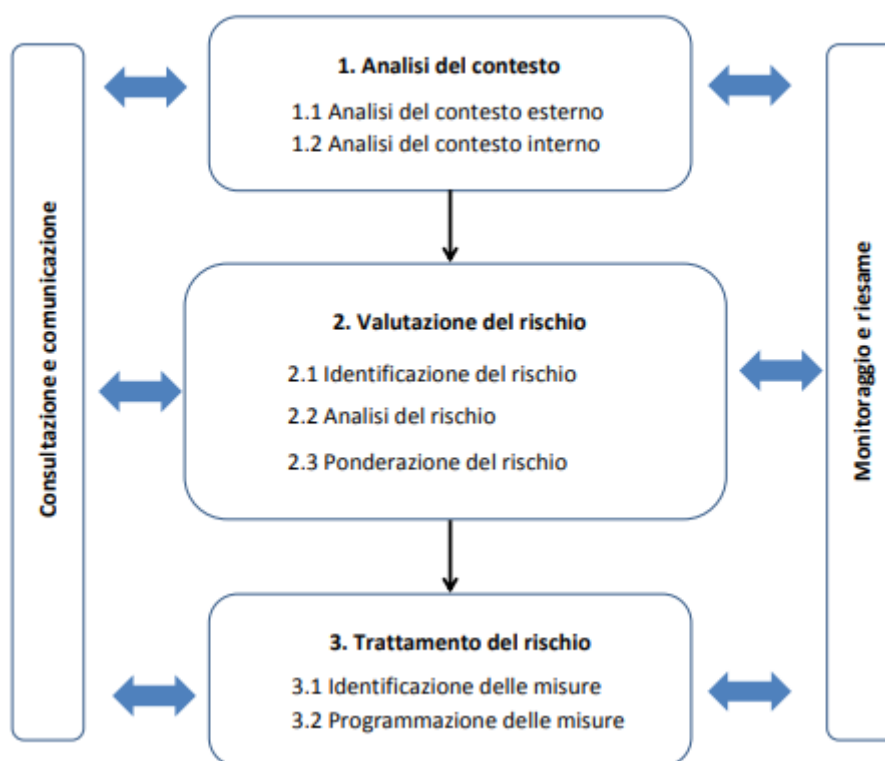 Consultazione e comunicazione
1. Analisi del contesto
1.1 Analisi del contesto esterno
1.2 Analisi del contesto interno
2. Valutazione del rischio
2.1 Identificazione del rischio
2.2 Analisi del rischio
2.3 Ponderazione del rischio
3. Trattamento del rischio
3.1 Identificazione delle misure
3.2 Programmazione delle misure
Monitoraggio e riesame